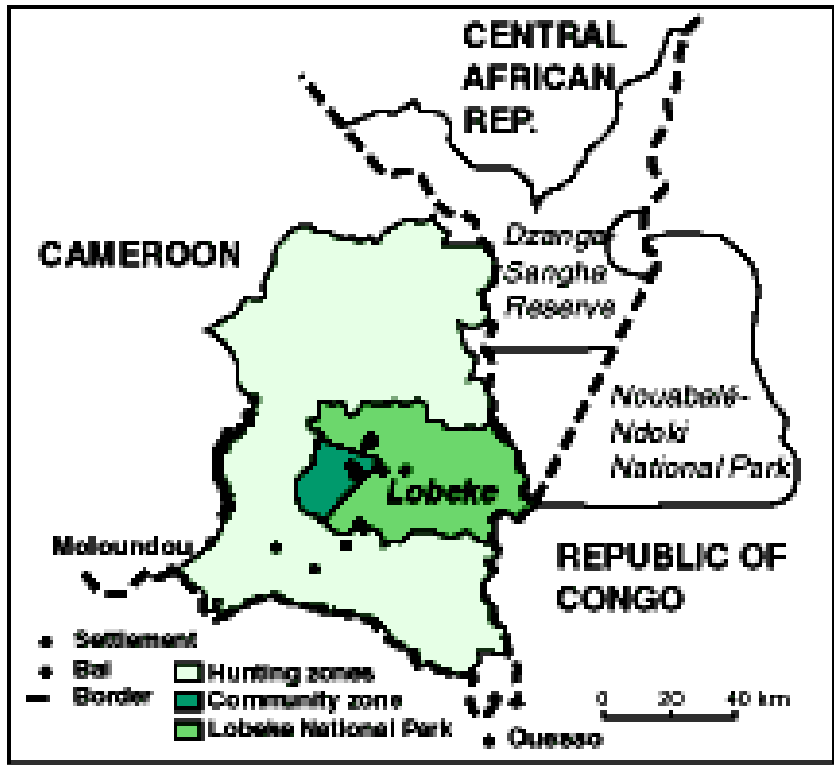 CENTRAL
AFRICAN
REP.
CAMEROON
Dzanga-
Sangha
Reserve
Nouabalé-
Ndoki
National Park
Lobeke
Moloundou
REPUBLIC OF
CONGO
Settlement
Bai
Border
Hunting zones
Community zone
Lobeke National Park
0 20 40 km
Ouesso